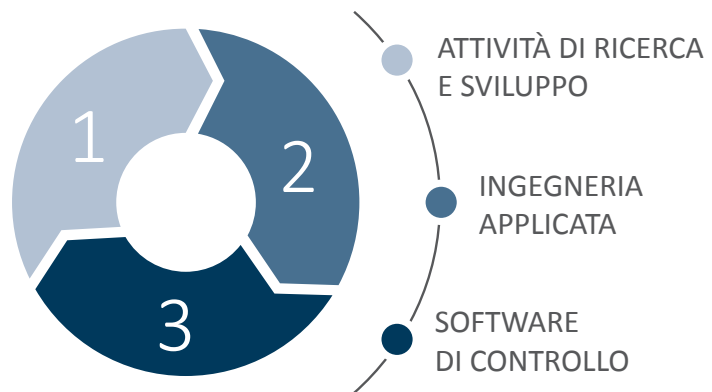 1
2
3
ATTIVITÀ DI RICERCA
E SVILUPPO
INGEGNERIA
APPLICATA
SOFTWARE
DI CONTROLLO